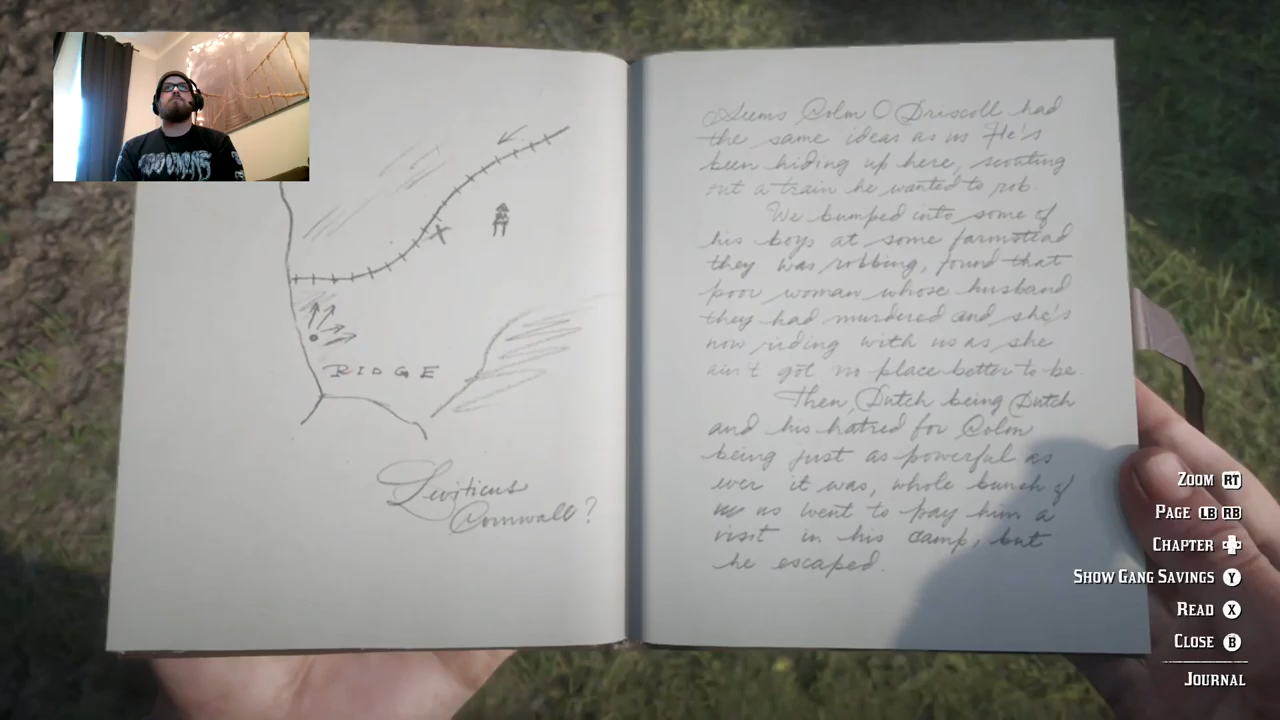 RIDGE
Leviticus
Cornwall?
Seems Colm O'Driscoll had
the same ideas as us He's
been hiding up here, scouting
out a train he wanted to rob.
We bumped into some of
his boys at some farmstead
they was robbing, found that
poor woman whose husband
they had murdered and she's
now riding with us as she
ain't got no place better to be.
Then, Dutch being Dutch
and his hatred for Colm
being just as powerful as
ever it was, whole bunch of
us went to pay him a
visit in his camp, but
he escaped.
ZOOM RT
PAGE LB RB
CHAPTER
SHOW GANG SAVINGS Y
READ X
CLOSE B
JOURNAL